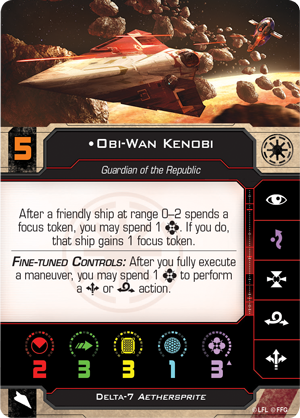 5
•Obi-Wan Kenobi
Guardian of the Republic
After a friendly ship at range 0–2 spends a
focus token, you may spend 1 . If you do,
that ship gains 1 focus token.
Fine-tuned Controls: After you fully execute
a maneuver, you may spend 1 to perform
a or action.
2 3 3 1 3
Delta-7 Aethersprite
©LFL ©FFG